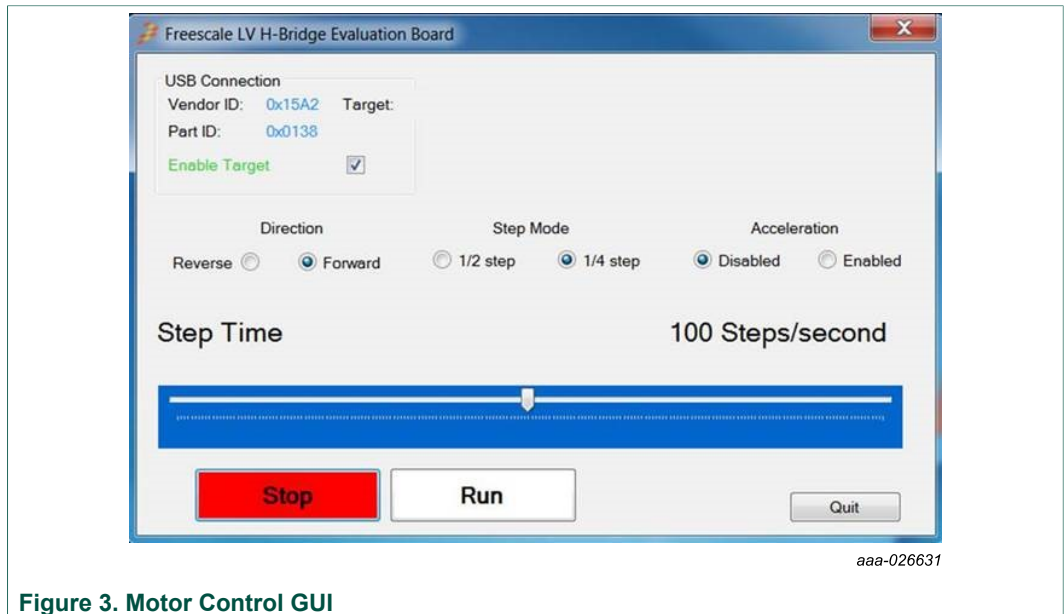 Freescale LV H-Bridge Evaluation Board
USB Connection
Vendor ID: 0x15A2 Target:
Part ID: 0x0138
Enable Target
Direction Step Mode Acceleration
Reverse Forward 1/2 step 1/4 step Disabled Enabled
Step Time 100 Steps/second
Stop Run Quit
aaa-026631
Figure 3. Motor Control GUI